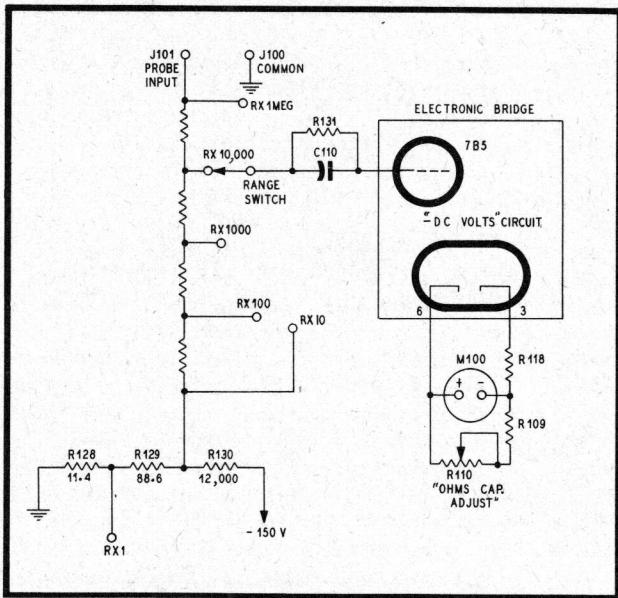 J101
PROBE
INPUT
J100
COMMON
RX1MEG
ELECTRONIC BRIDGE
R131
C110
7B5
RX10,000
RANGE
SWITCH
"-DC VOLTS" CIRCUIT
RX1000
RX100
RX10
6
3
M100
+ -
R118
R109
R110
"OHMS CAP.
ADJUST"
R128
11.4
R129
88.6
R130
12,000
-150 V
RX1